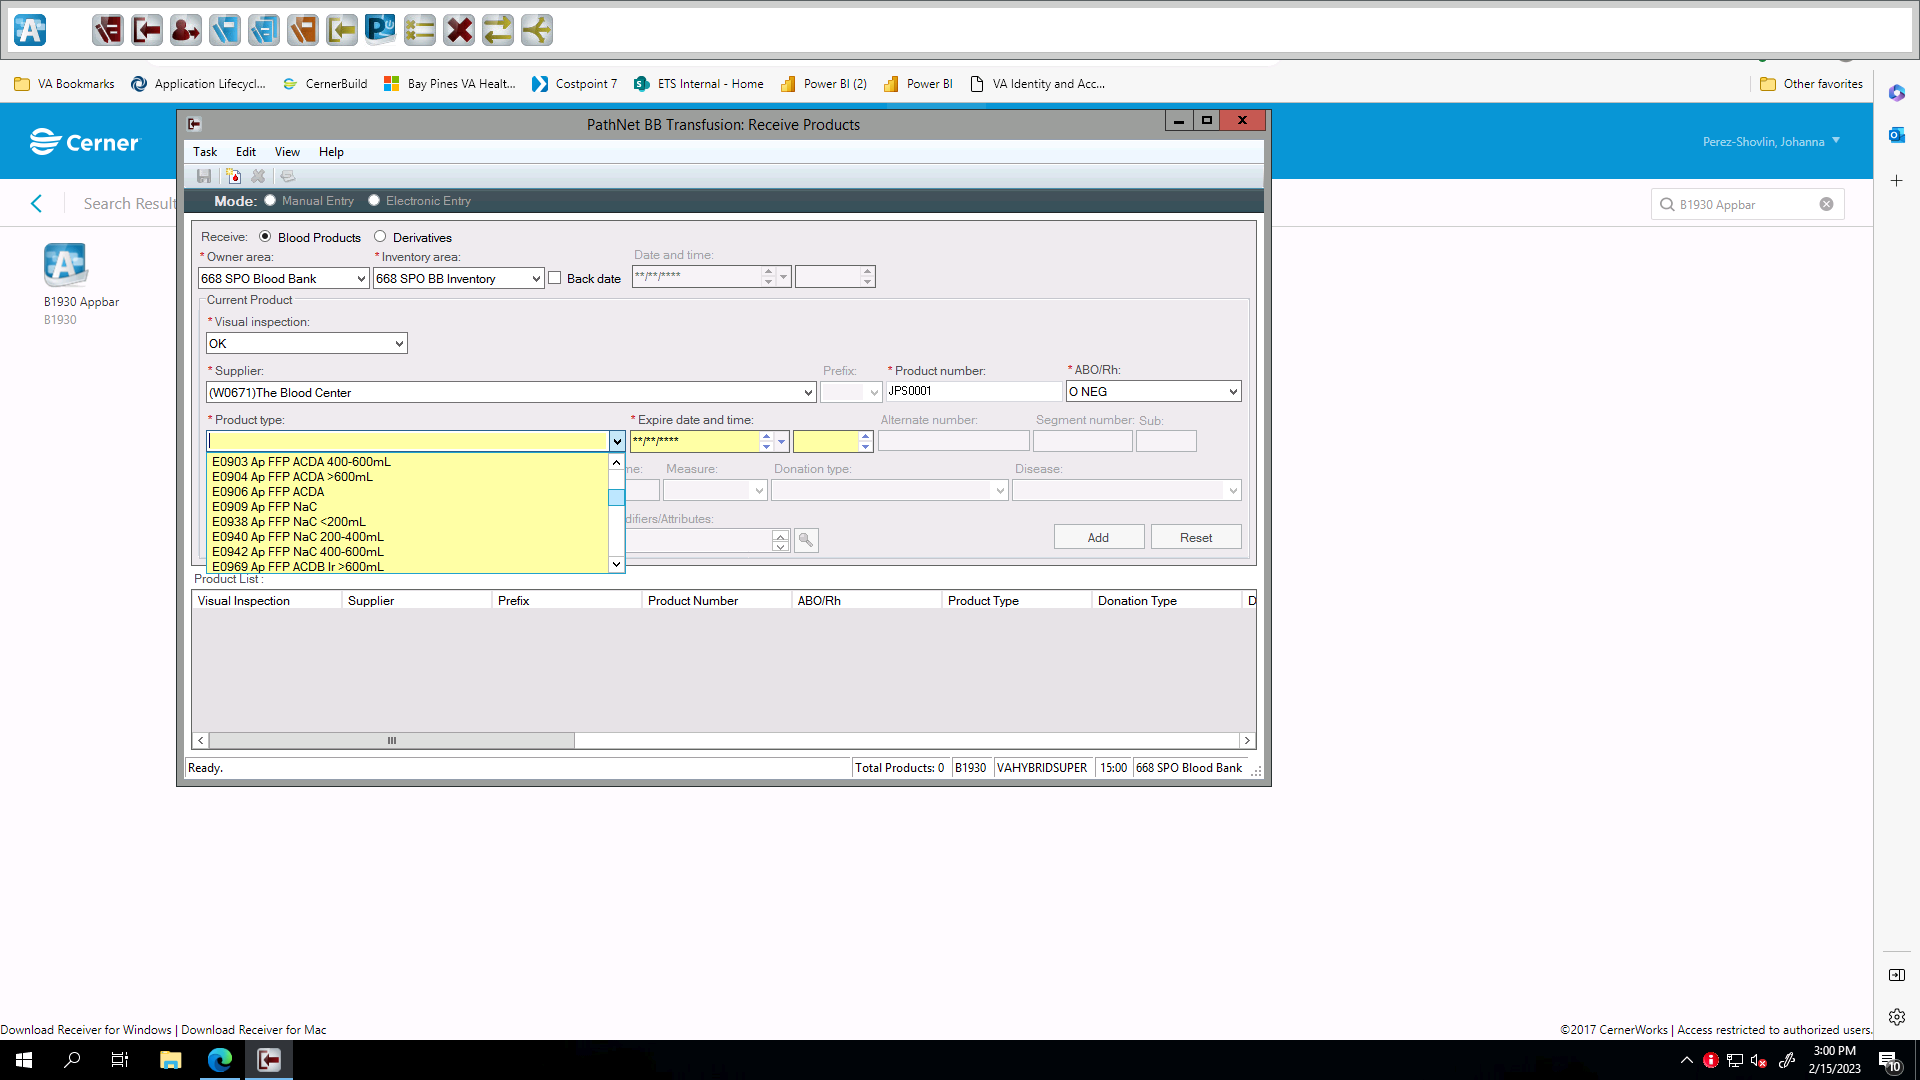 VA Bookmarks
Application Lifecycl...
CernerBuild
Bay Pines VA Healt...
Costpoint 7
ETS Internal - Home
Power BI (2)
Power BI
VA Identity and Acc...
Other favorites
Cerner
Perez-Shovlin, Johanna
Search Result
B1930 Appbar
B1930 Appbar
B1930
PathNet BB Transfusion: Receive Products
Task Edit View Help
Mode: Manual Entry Electronic Entry
Receive: Blood Products Derivatives
*Owner area: *Inventory area: Date and time:
668 SPO Blood Bank 668 SPO BB Inventory Back date **/**/****
Current Product
*Visual inspection:
OK
*Supplier: Prefix: *Product number: *ABO/Rh:
(W0671)The Blood Center JPS0001 O NEG
*Product type: *Expire date and time: Alternate number: Segment number: Sub:
**/**/****
E0903 Ap FFP ACDA 400-600mL
E0904 Ap FFP ACDA >600mL
E0906 Ap FFP ACDA
E0909 Ap FFP NaC
E0938 Ap FFP NaC <200mL
E0940 Ap FFP NaC 200-400mL
E0942 Ap FFP NaC 400-600mL
E0969 Ap FFP ACDB Ir >600mL
me: Measure: Donation type: Disease:
difiers/Attributes:
Add Reset
Product List :
Visual Inspection Supplier Prefix Product Number ABO/Rh Product Type Donation Type D
Ready. Total Products: 0 B1930 VAHYBRIDSUPER 15:00 668 SPO Blood Bank
Download Receiver for Windows | Download Receiver for Mac
©2017 CernerWorks | Access restricted to authorized users.
3:00 PM
2/15/2023
10